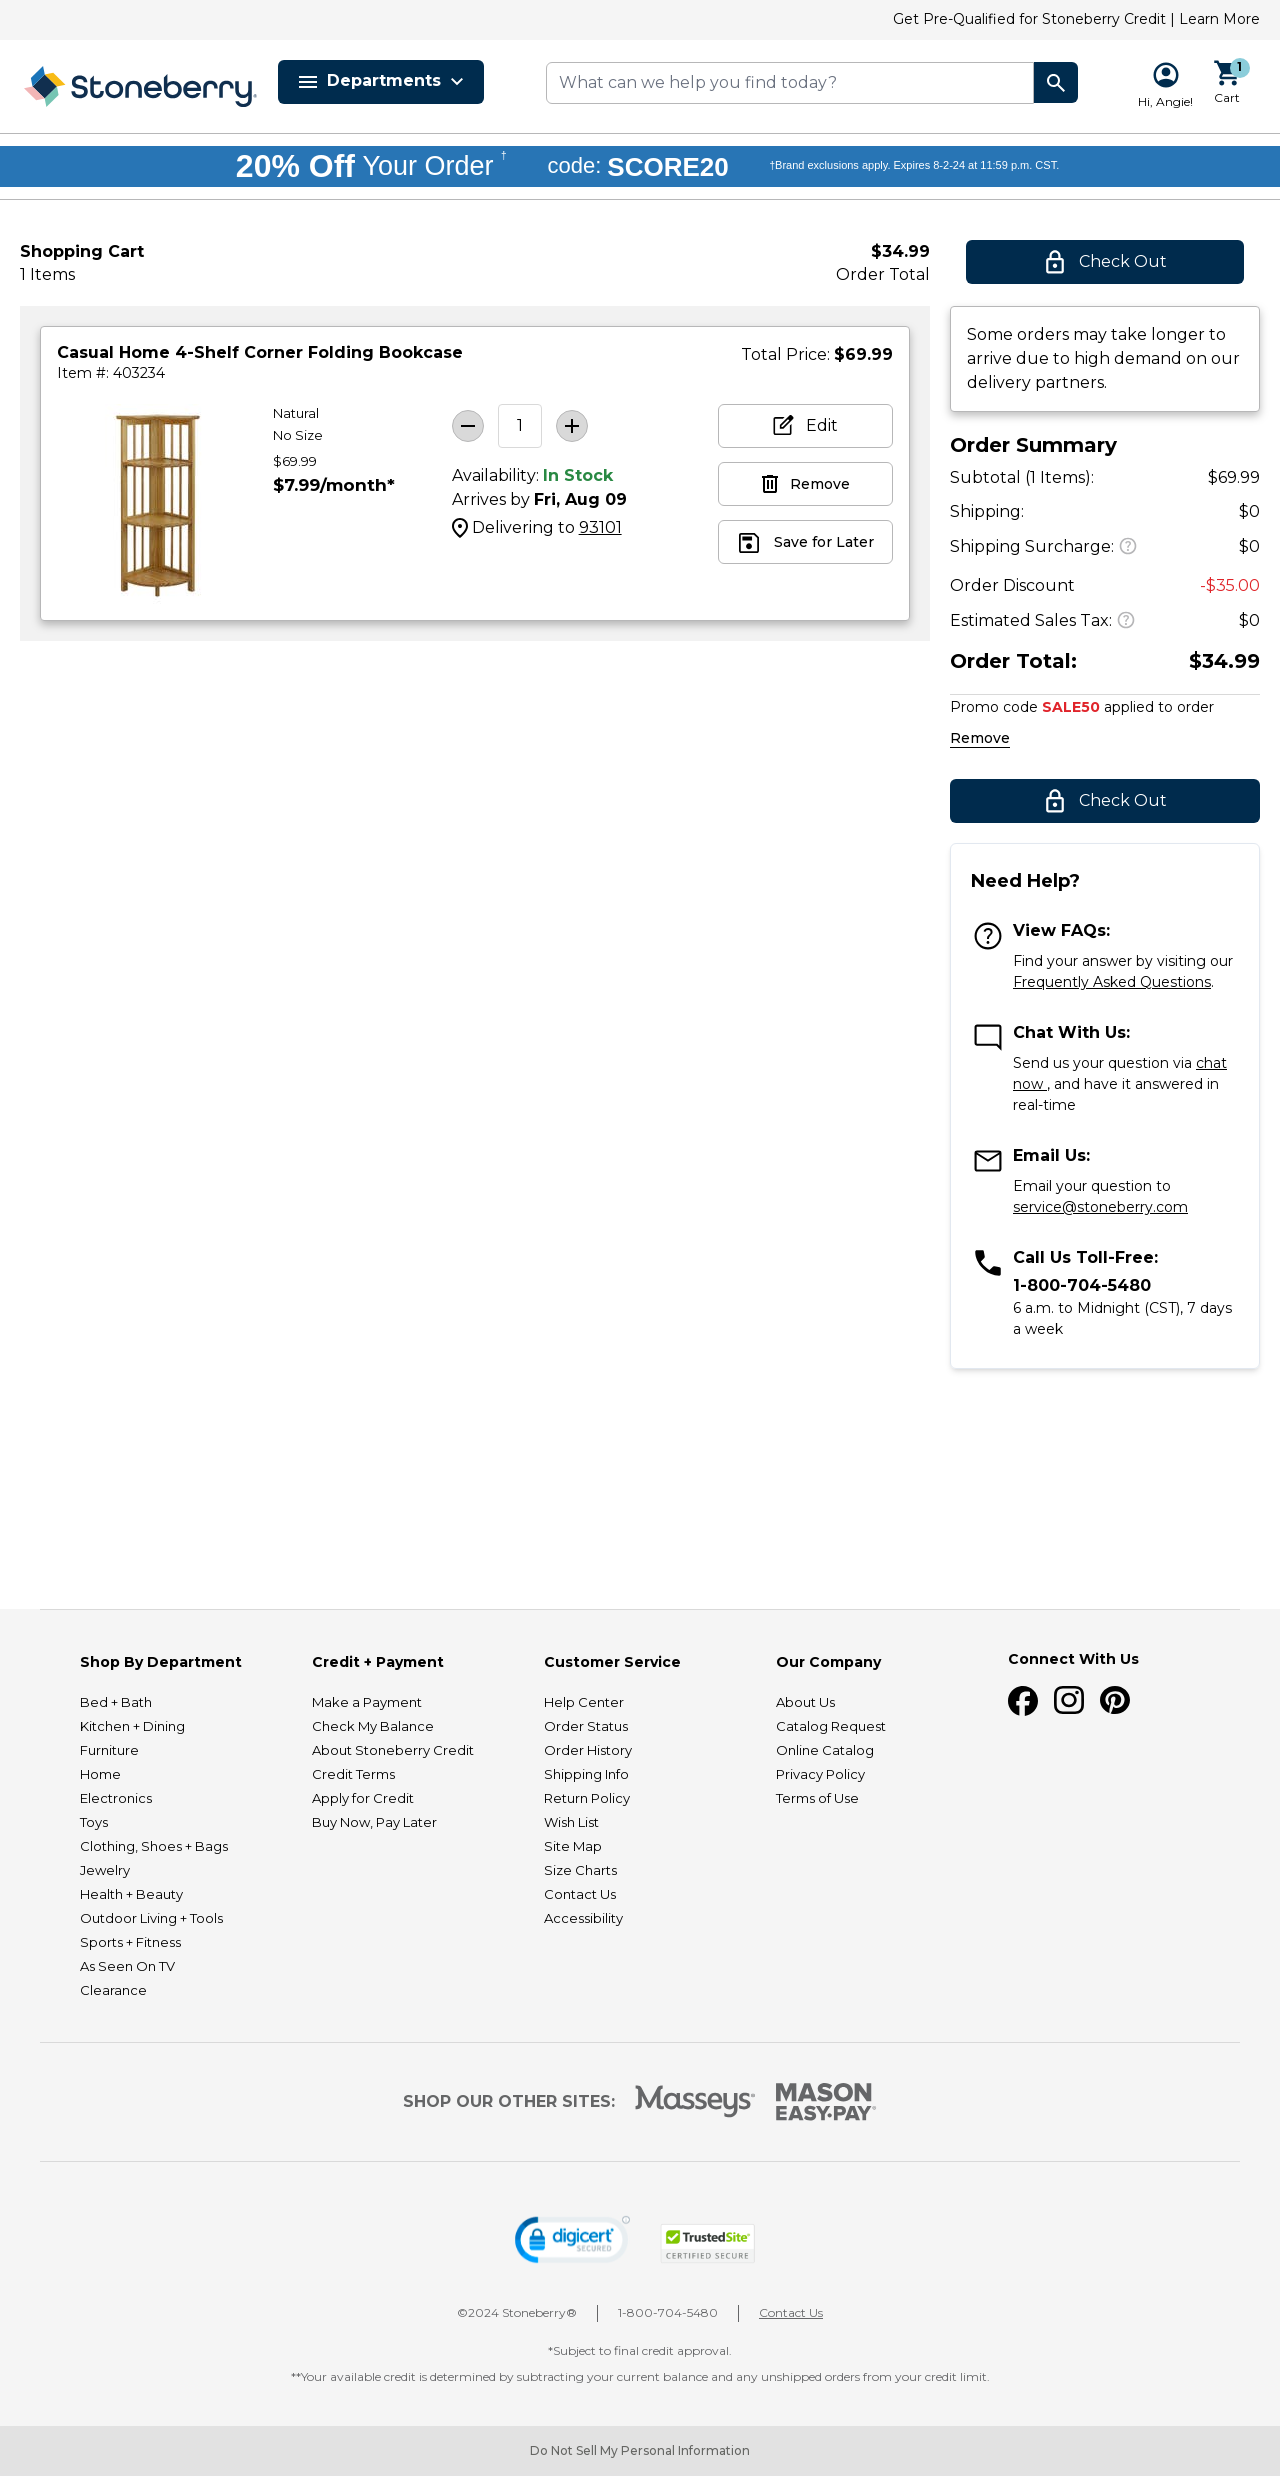 Get Pre-Qualified for Stoneberry Credit | Learn More
Stoneberry
Departments
What can we help you find today?
Hi, Angie!
1
Cart
20% Off Your Order †
code: SCORE20
†Brand exclusions apply. Expires 8-2-24 at 11:59 p.m. CST.
Shopping Cart
1 Items
$34.99
Order Total
Check Out
Casual Home 4-Shelf Corner Folding Bookcase
Item #: 403234
Total Price: $69.99
Natural
No Size
$69.99
$7.99/month*
1
Availability: In Stock
Arrives by Fri, Aug 09
Delivering to 93101
Edit
Remove
Save for Later
Some orders may take longer to
arrive due to high demand on our
delivery partners.
Order Summary
Subtotal (1 Items): $69.99
Shipping: $0
Shipping Surcharge: ? $0
Order Discount -$35.00
Estimated Sales Tax: ? $0
Order Total: $34.99
Promo code SALE50 applied to order
Remove
Check Out
Need Help?
View FAQs:
Find your answer by visiting our
Frequently Asked Questions.
Chat With Us:
Send us your question via chat
now , and have it answered in
real-time
Email Us:
Email your question to
service@stoneberry.com
Call Us Toll-Free:
1-800-704-5480
6 a.m. to Midnight (CST), 7 days
a week
Shop By Department
Bed + Bath
Kitchen + Dining
Furniture
Home
Electronics
Toys
Clothing, Shoes + Bags
Jewelry
Health + Beauty
Outdoor Living + Tools
Sports + Fitness
As Seen On TV
Clearance
Credit + Payment
Make a Payment
Check My Balance
About Stoneberry Credit
Credit Terms
Apply for Credit
Buy Now, Pay Later
Customer Service
Help Center
Order Status
Order History
Shipping Info
Return Policy
Wish List
Site Map
Size Charts
Contact Us
Accessibility
Our Company
About Us
Catalog Request
Online Catalog
Privacy Policy
Terms of Use
Connect With Us
SHOP OUR OTHER SITES:
Masseys®
MASON
EASY•PAY®
digicert®
SECURED
TrustedSite
CERTIFIED SECURE
©2024 Stoneberry®
1-800-704-5480
Contact Us
*Subject to final credit approval.
**Your available credit is determined by subtracting your current balance and any unshipped orders from your credit limit.
Do Not Sell My Personal Information